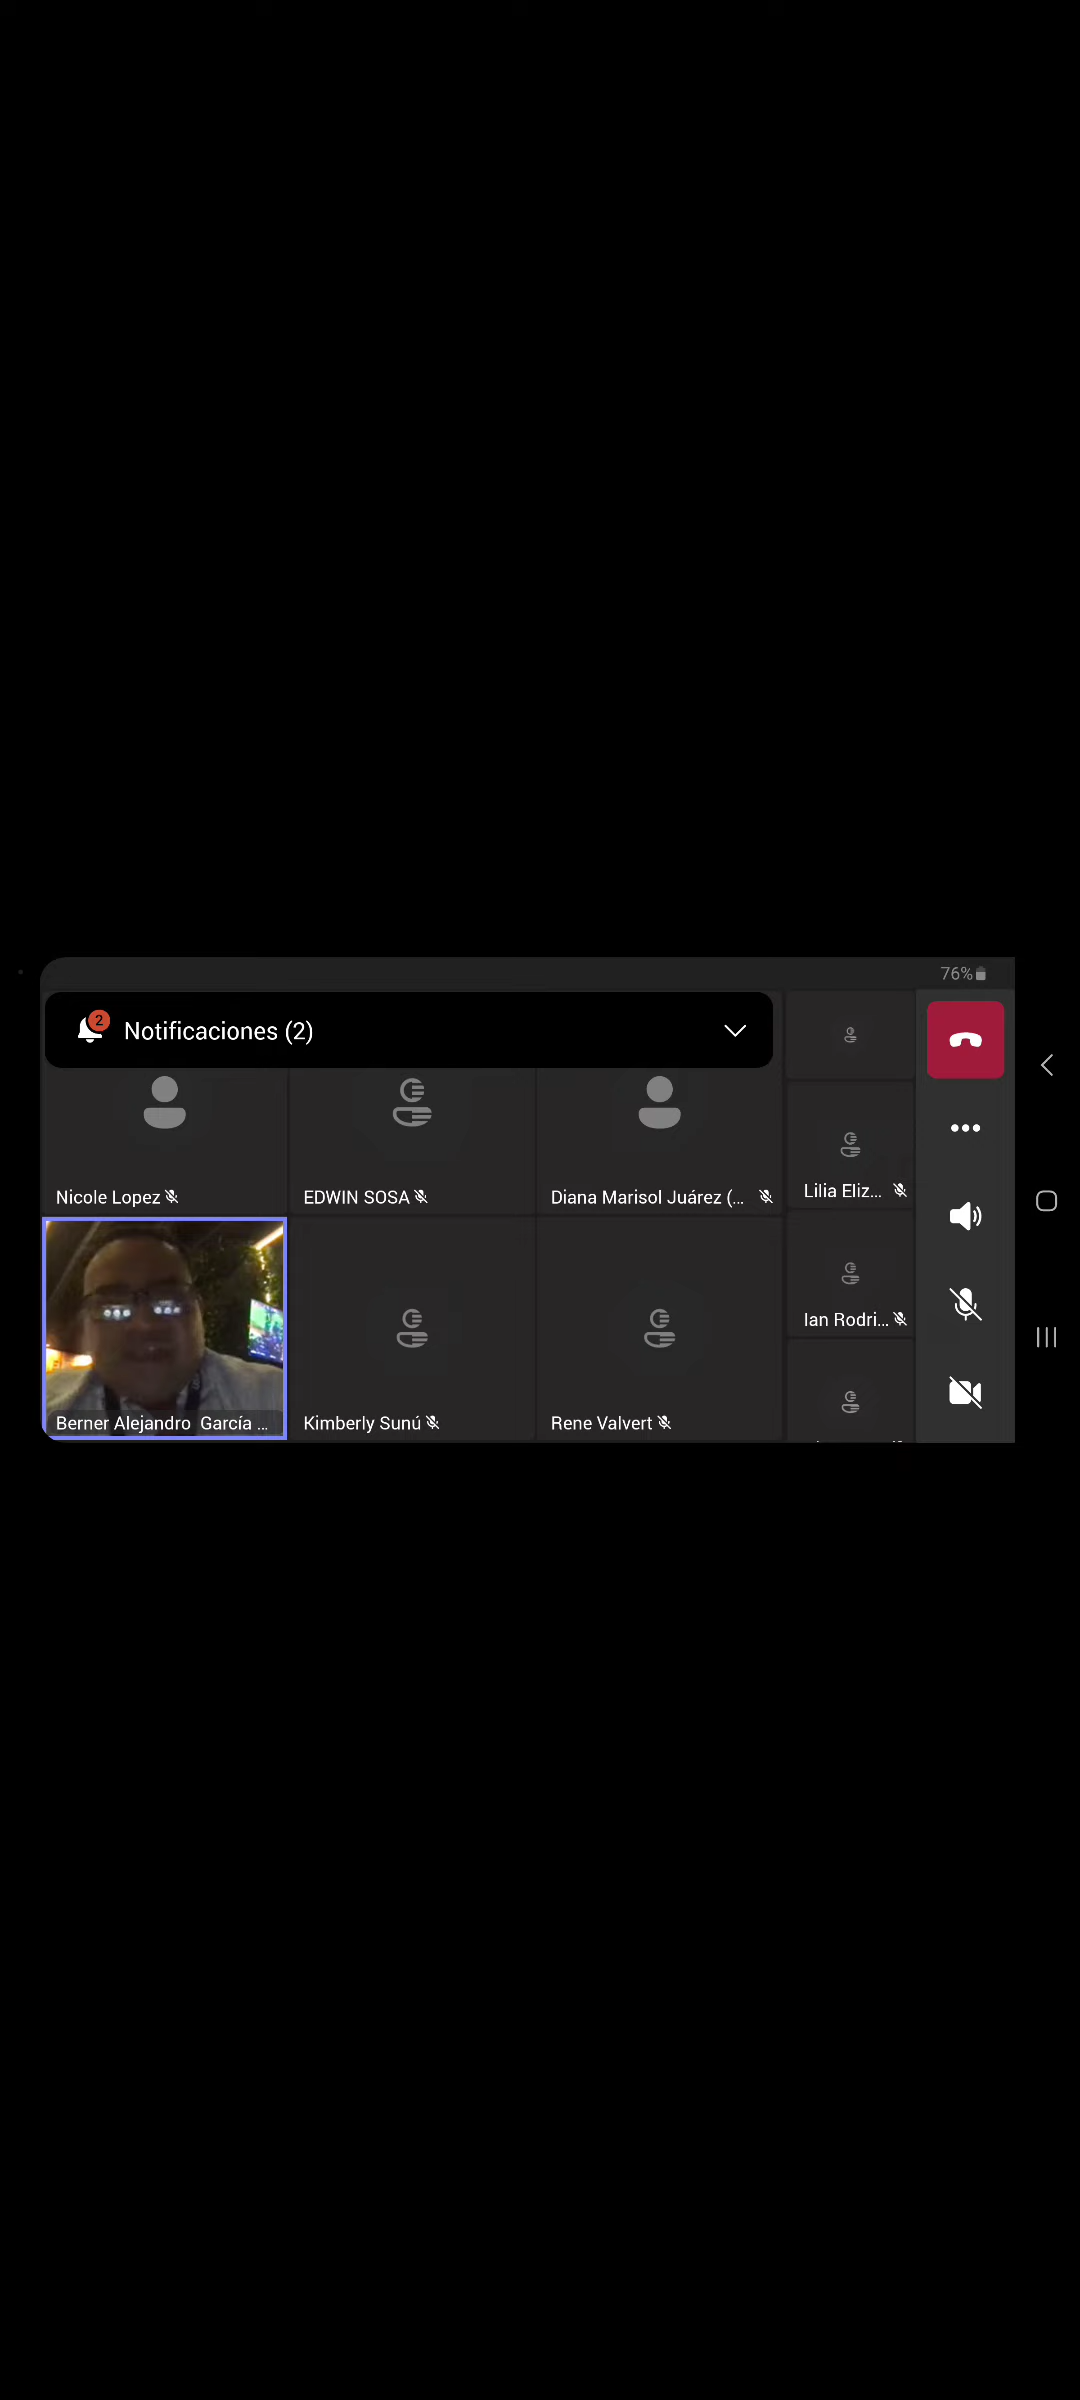 76%
2
Notificaciones (2)
Nicole Lopez
EDWIN SOSA
Diana Marisol Juárez (...
Lilia Eliz...
Ian Rodri...
Berner Alejandro  García ...
Kimberly Sunú
Rene Valvert